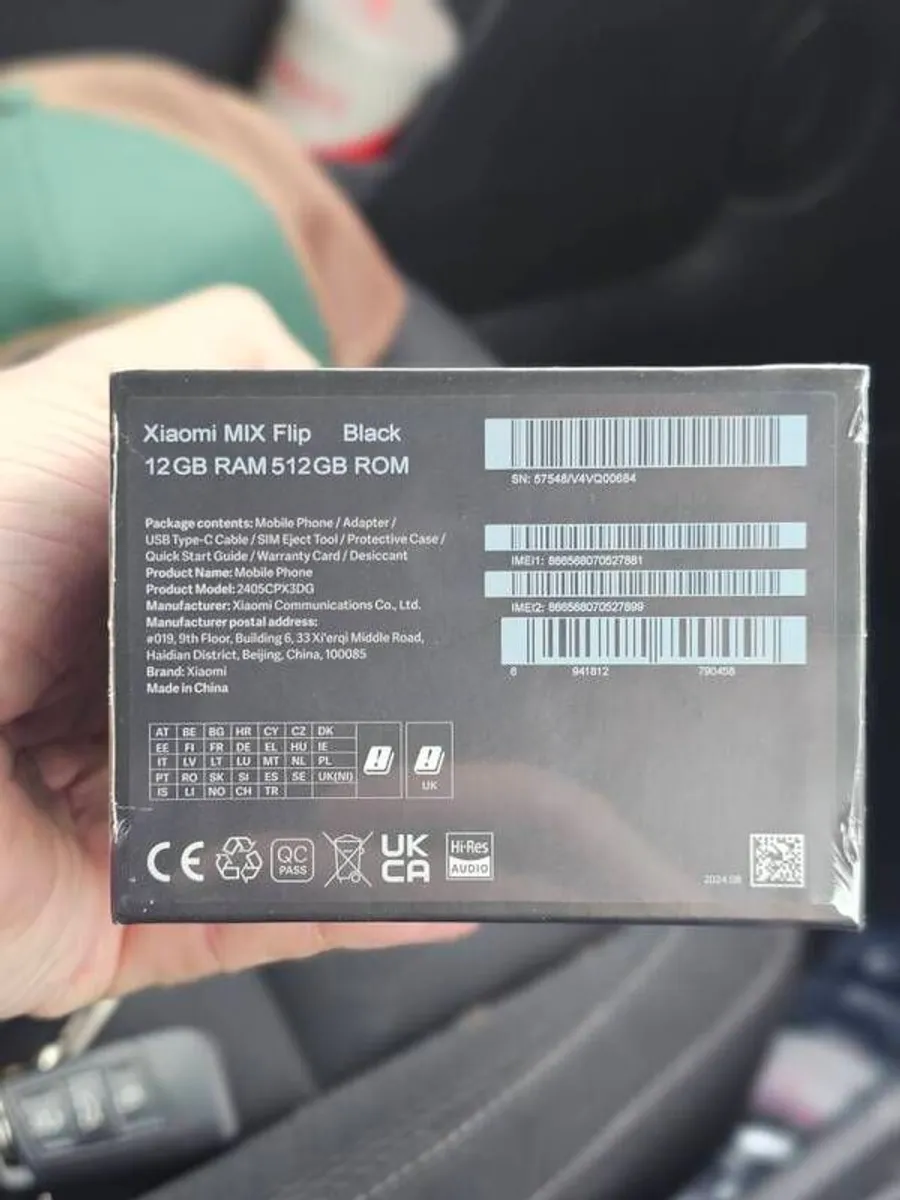 Xiaomi MIX Flip Black
12GB RAM 512GB ROM
Package contents: Mobile Phone / Adapter /
USB Type-C Cable / SIM Eject Tool / Protective Case /
Quick Start Guide / Warranty Card / Desiccant
Product Name: Mobile Phone
Product Model: 2405CPX3DG
Manufacturer: Xiaomi Communications Co., Ltd.
Manufacturer postal address:
#019, 9th Floor, Building 6, 33 Xi'erqi Middle Road,
Haidian District, Beijing, China, 100085
Brand: Xiaomi
Made in China
SN: 57548/V4VQ00684
IMEI1: 866568070527881
IMEI2: 866568070527899
6 941812 790458
AT BE BG HR CY CZ DK
EE FI FR DE EL HU IE
IT LV LT LU MT NL PL
PT RO SK SI ES SE UK(NI)
IS LI NO CH TR
UK
CE
QC
PASS
UK
CA
Hi-Res
AUDIO
2024.08